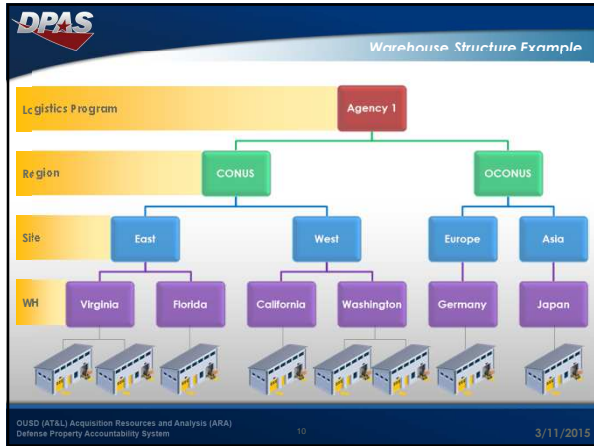 DPAS
Warehouse Structure Example
Logistics Program
Agency 1
Region
CONUS
OCONUS
Site
East
West
Europe
Asia
WH
Virginia
Florida
California
Washington
Germany
Japan
OUSD (AT&L) Acquisition Resources and Analysis (ARA)
Defense Property Accountability System
10
3/11/2015